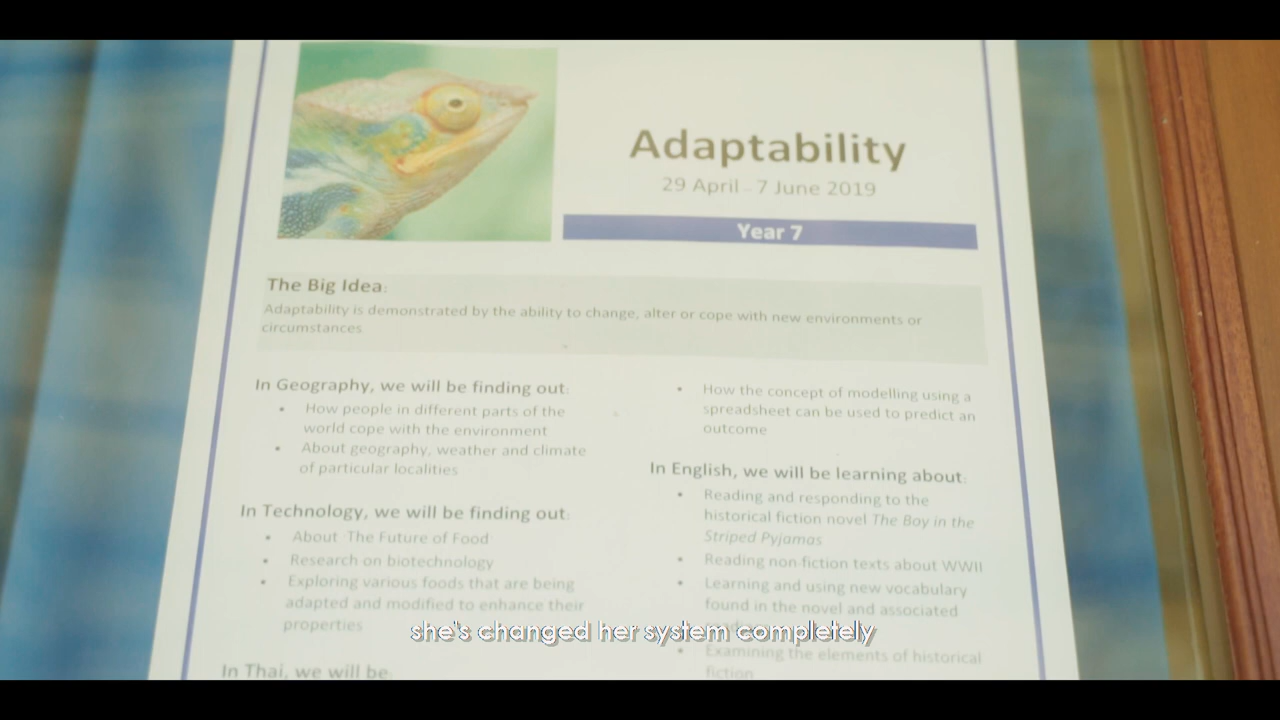 Adaptability
29 April - 7 June 2019
Year 7
The Big Idea:
Adaptability is demonstrated by the ability to change, alter or cope with new environments or
circumstances
In Geography, we will be finding out:
• How people in different parts of the
world cope with the environment
• About geography, weather and climate
of particular localities
In Technology, we will be finding out:
• About The Future of Food
• Research on biotechnology
• Exploring various foods that are being
adapted and modified to enhance their
properties
In Thai, we will be
• How the concept of modelling using a
spreadsheet can be used to predict an
outcome
In English, we will be learning about:
• Reading and responding to the
historical fiction novel The Boy in the
Striped Pyjamas
• Reading non fiction texts about WWII
• Learning and using new vocabulary
found in the novel and associated
• Examining the elements of historical
fiction
she's changed her system completely